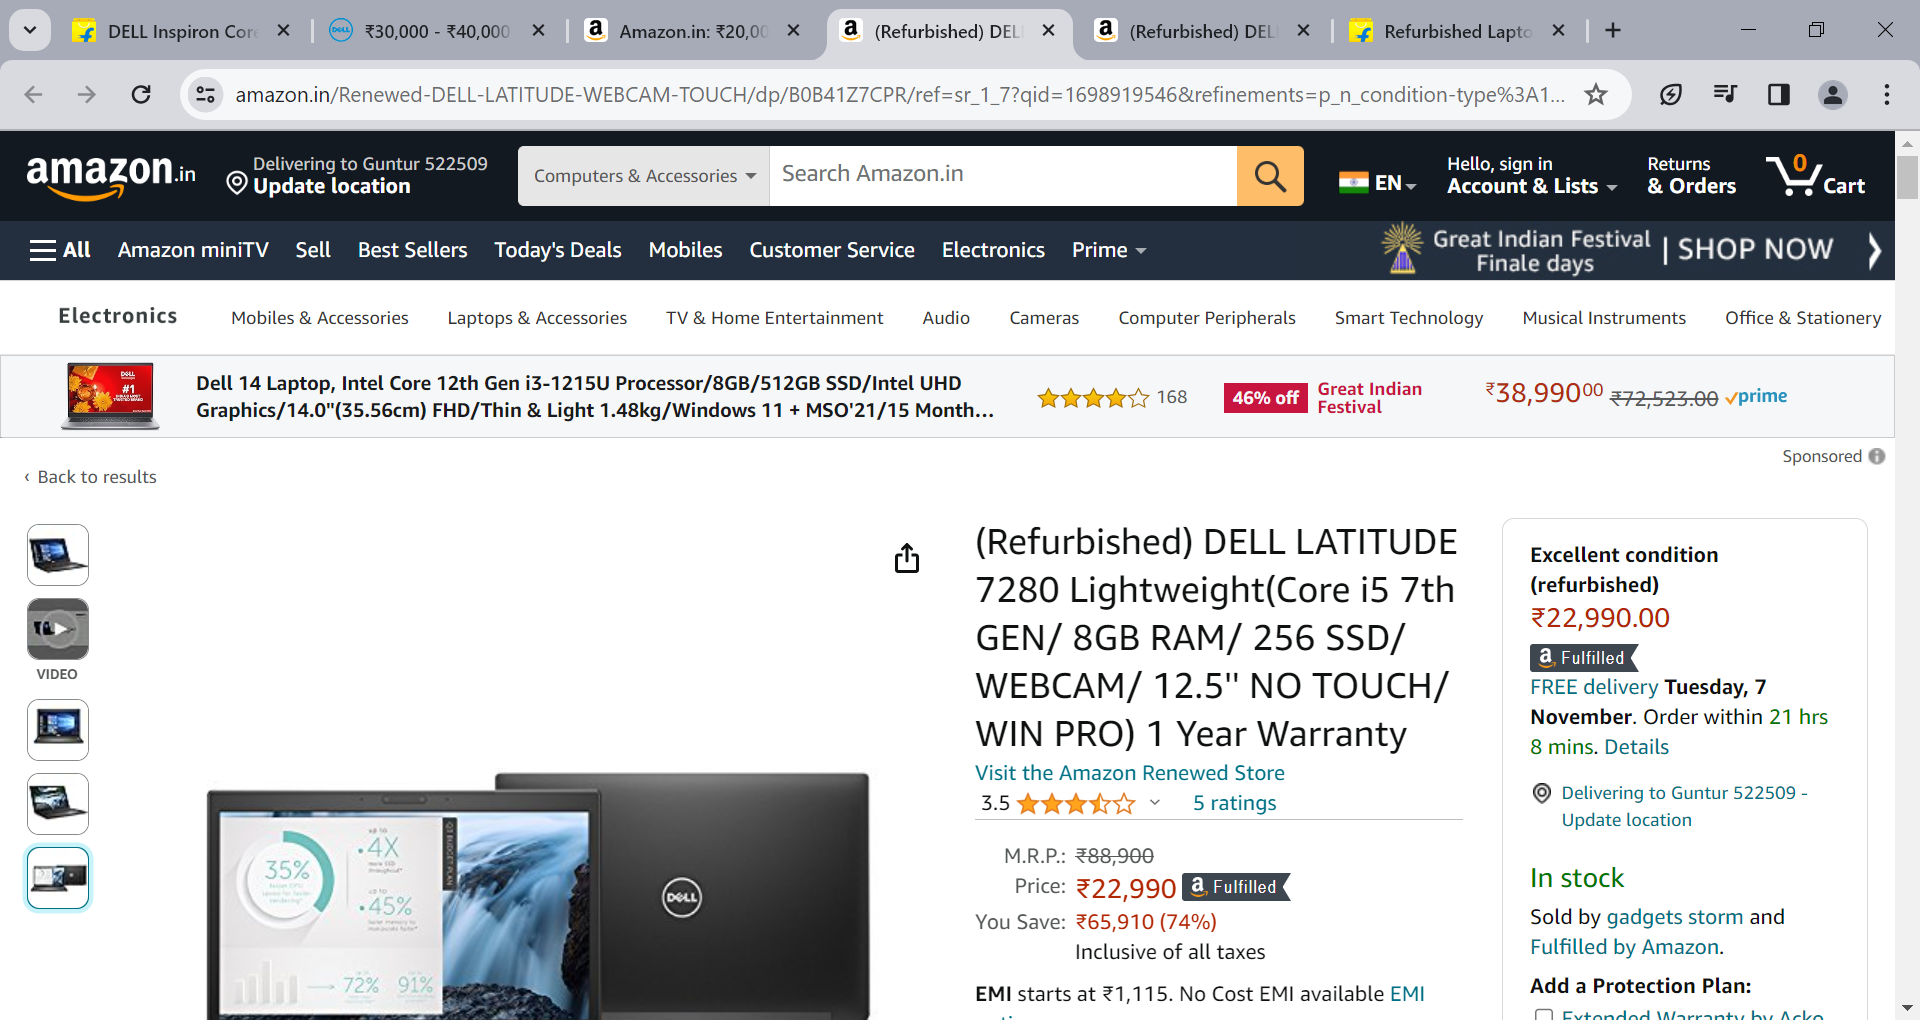 DELL Inspiron Core
₹30,000 - ₹40,000
Amazon.in: ₹20,00
(Refurbished) DELL
(Refurbished) DELL
Refurbished Lapto
amazon.in/Renewed-DELL-LATITUDE-WEBCAM-TOUCH/dp/B0B41Z7CPR/ref=sr_1_7?qid=1698919546&refinements=p_n_condition-type%3A1...
amazon.in
Delivering to Guntur 522509
Update location
Computers & Accessories
Search Amazon.in
EN
Hello, sign in
Account & Lists
Returns
& Orders
0
Cart
All
Amazon miniTV
Sell
Best Sellers
Today's Deals
Mobiles
Customer Service
Electronics
Prime
Great Indian Festival
Finale days
| SHOP NOW
Electronics
Mobiles & Accessories
Laptops & Accessories
TV & Home Entertainment
Audio
Cameras
Computer Peripherals
Smart Technology
Musical Instruments
Office & Stationery
Dell 14 Laptop, Intel Core 12th Gen i3-1215U Processor/8GB/512GB SSD/Intel UHD
Graphics/14.0"(35.56cm) FHD/Thin & Light 1.48kg/Windows 11 + MSO'21/15 Month...
168
46% off
Great Indian
Festival
₹38,99000
₹72,523.00
prime
Sponsored
‹ Back to results
VIDEO
(Refurbished) DELL LATITUDE
7280 Lightweight(Core i5 7th
GEN/ 8GB RAM/ 256 SSD/
WEBCAM/ 12.5'' NO TOUCH/
WIN PRO) 1 Year Warranty
Visit the Amazon Renewed Store
3.5
5 ratings
M.R.P.: ₹88,900
Price: ₹22,990
Fulfilled
You Save: ₹65,910 (74%)
Inclusive of all taxes
EMI starts at ₹1,115. No Cost EMI available EMI
35%
4X
45%
72%
91%
DELL
Excellent condition
(refurbished)
₹22,990.00
Fulfilled
FREE delivery Tuesday, 7
November. Order within 21 hrs
8 mins. Details
Delivering to Guntur 522509 -
Update location
In stock
Sold by gadgets storm and
Fulfilled by Amazon.
Add a Protection Plan:
Extended Warranty by Acko